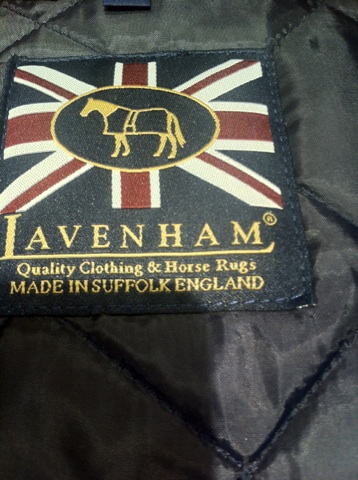 LAVENHAM®
Quality Clothing & Horse Rugs
MADE IN SUFFOLK ENGLAND